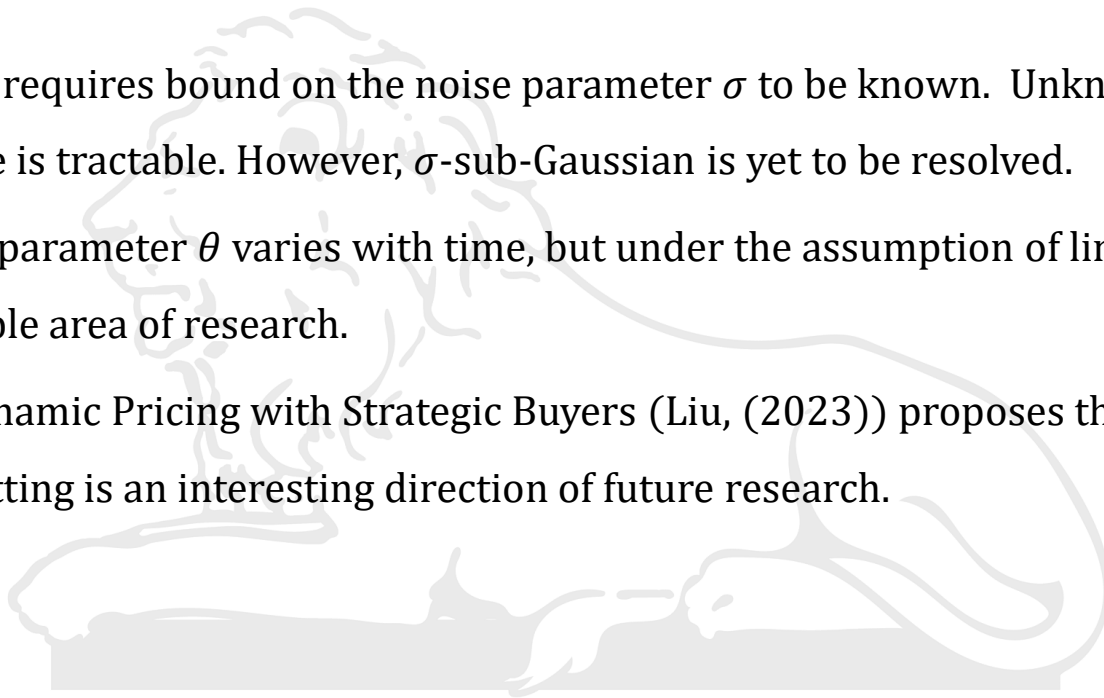 requires bound on the noise parameter σ to be known. Unkn
e is tractable. However, σ-sub-Gaussian is yet to be resolved.
parameter θ varies with time, but under the assumption of lin
ble area of research.
namic Pricing with Strategic Buyers (Liu, (2023)) proposes th
tting is an interesting direction of future research.